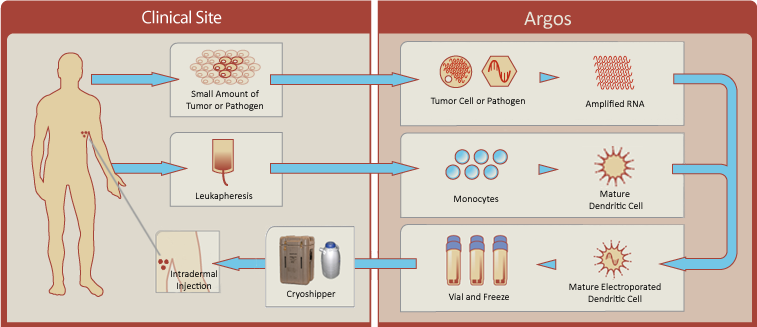 Clinical Site
Argos
Small Amount of
Tumor or Pathogen
Tumor Cell or Pathogen
Amplified RNA
Leukapheresis
Monocytes
Mature
Dendritic Cell
Intradermal
Injection
Cryoshipper
Vial and Freeze
Mature Electroporated
Dendritic Cell